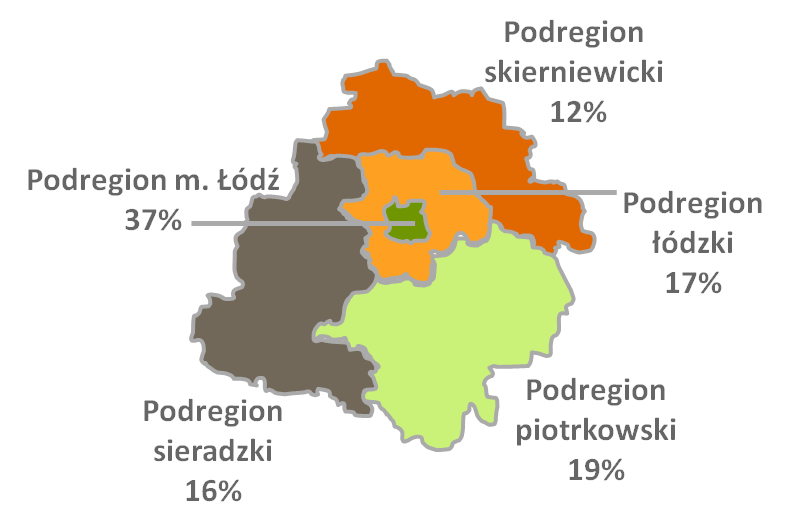 Podregion
skierniewicki
12%
Podregion m. Łódź
37%
Podregion
łódzki
17%
Podregion
piotrkowski
19%
Podregion
sieradzki
16%